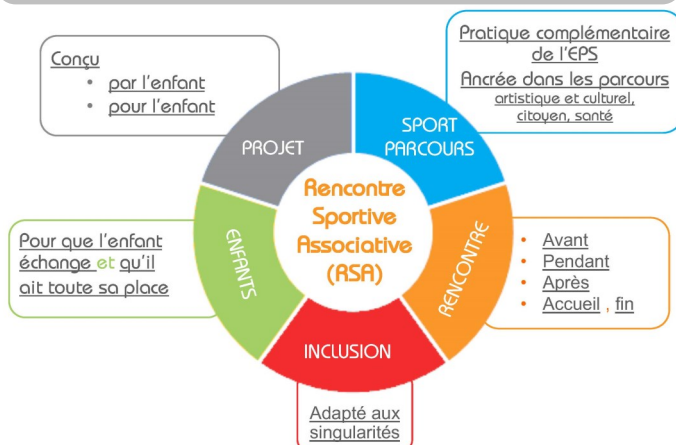 Conçu
• par l'enfant
• pour l'enfant
Pratique complémentaire
de l'EPS
Ancrée dans les parcours
artistique et culturel,
citoyen, santé
PROJET
SPORT
PARCOURS
Rencontre
Sportive
Associative
(RSA)
Pour que l'enfant
échange et qu'il
ait toute sa place
ENFANTS
RENCONTRE
• Avant
• Pendant
• Après
• Accueil , fin
INCLUSION
Adapté aux
singularités